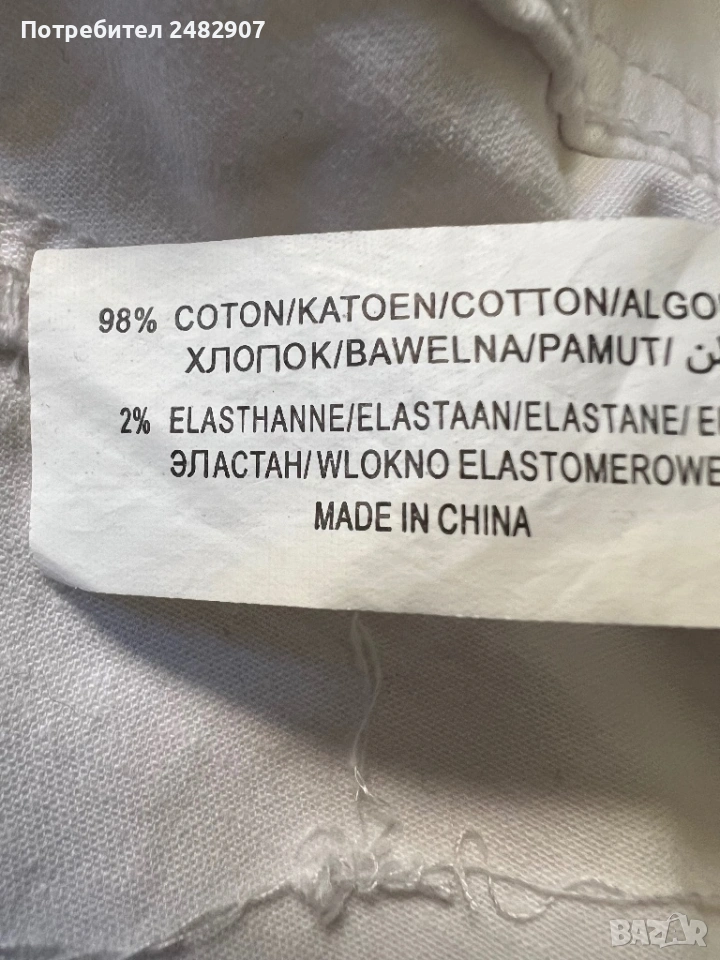 Потребител 2482907
98% COTON/KATOEN/COTTON/
ХЛОПОК/BAWELNA/PAMUT/
2% ELASTHANNE/ELASTAAN/ELASTANE/
ЭЛАСТАН/WLOKNO ELASTOMEROWE
MADE IN CHINA
BAZAR